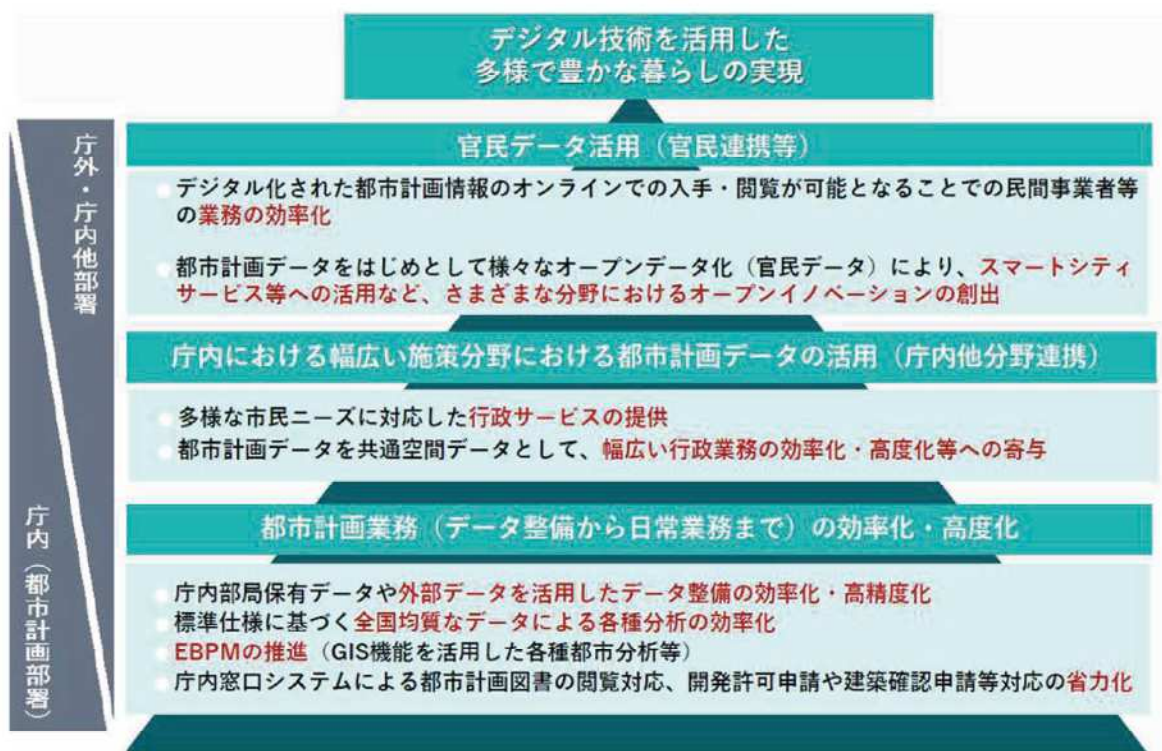 デジタル技術を活用した
多様で豊かな暮らしの実現
庁外・庁内他部署
官民データ活用（官民連携等）
デジタル化された都市計画情報のオンラインでの入手・閲覧が可能となることでの民間事業者等
の業務の効率化
都市計画データをはじめとして様々なオープンデータ化（官民データ）により、スマートシティ
サービス等への活用など、さまざまな分野におけるオープンイノベーションの創出
庁内における幅広い施策分野における都市計画データの活用（庁内他分野連携）
多様な市民ニーズに対応した行政サービスの提供
都市計画データを共通空間データとして、幅広い行政業務の効率化・高度化等への寄与
庁内（都市計画部署）
都市計画業務（データ整備から日常業務まで）の効率化・高度化
庁内部局保有データや外部データを活用したデータ整備の効率化・高精度化
標準仕様に基づく全国均質なデータによる各種分析の効率化
EBPMの推進（GIS機能を活用した各種都市分析等）
庁内窓口システムによる都市計画図書の閲覧対応、開発許可申請や建築確認申請等対応の省力化